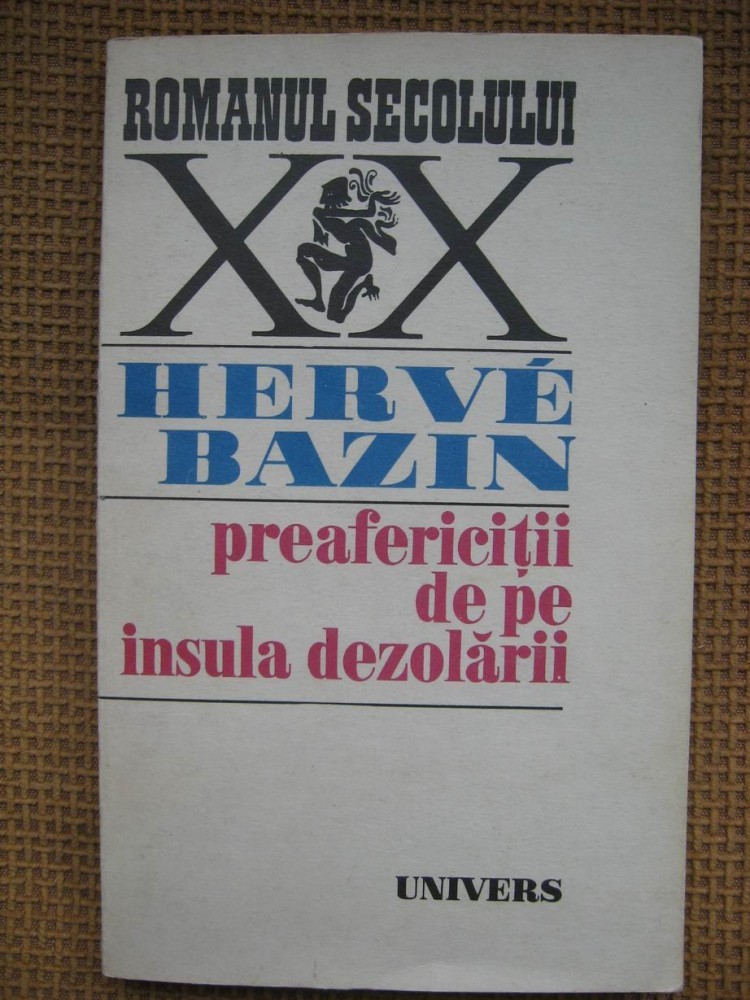 ROMANUL SECOLULUI
XX
HERVÉ
BAZIN
preafericiții
de pe
insula dezolării
UNIVERS